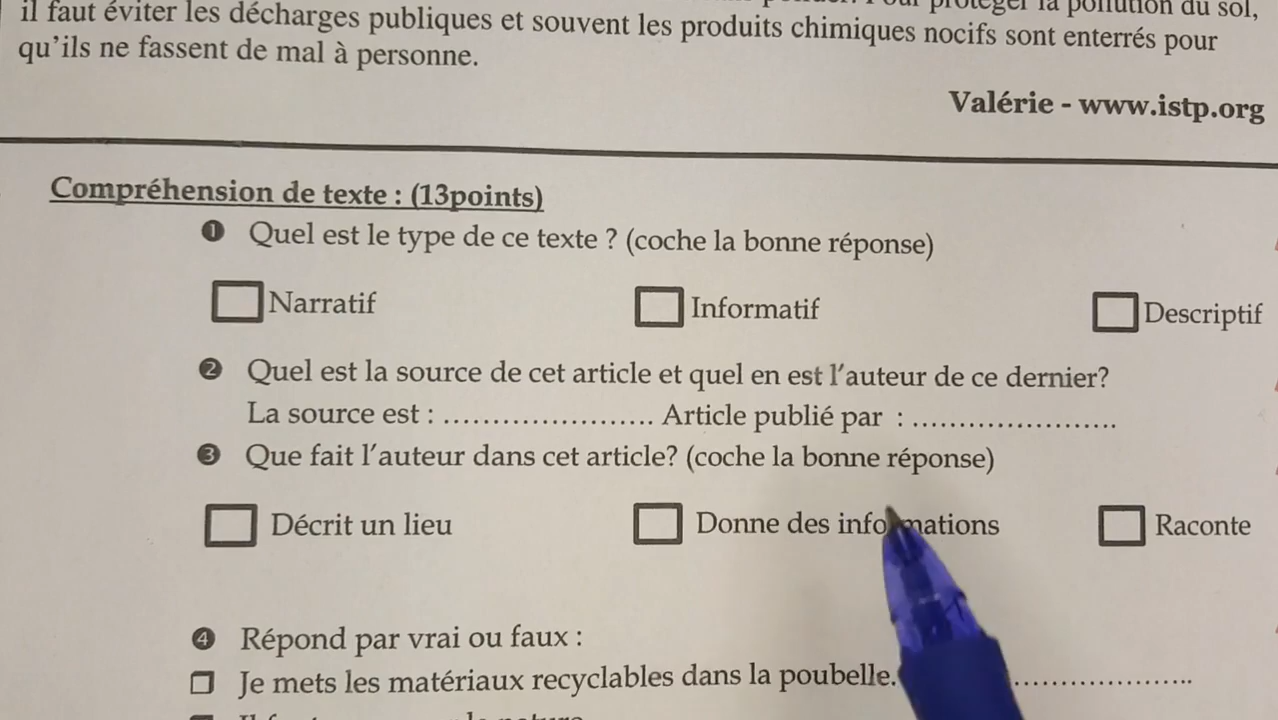 protéger la pollution du sol,
il faut éviter les décharges publiques et souvent les produits chimiques nocifs sont enterrés pour
qu'ils ne fassent de mal à personne.
Valérie - www.istp.org
Compréhension de texte : (13points)
❶ Quel est le type de ce texte ? (coche la bonne réponse)
Narratif Informatif Descriptif
❷ Quel est la source de cet article et quel en est l'auteur de ce dernier?
La source est : ..................... Article publié par : .....................
❸ Que fait l'auteur dans cet article? (coche la bonne réponse)
Décrit un lieu Donne des informations Raconte
❹ Répond par vrai ou faux :
Je mets les matériaux recyclables dans la poubelle. ..................